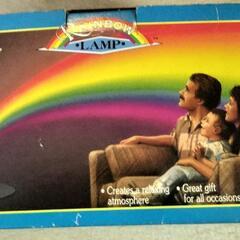 RAINBOW
• LAMP •
• Creates a relaxing
atmosphere
• Great gift
for all occasions